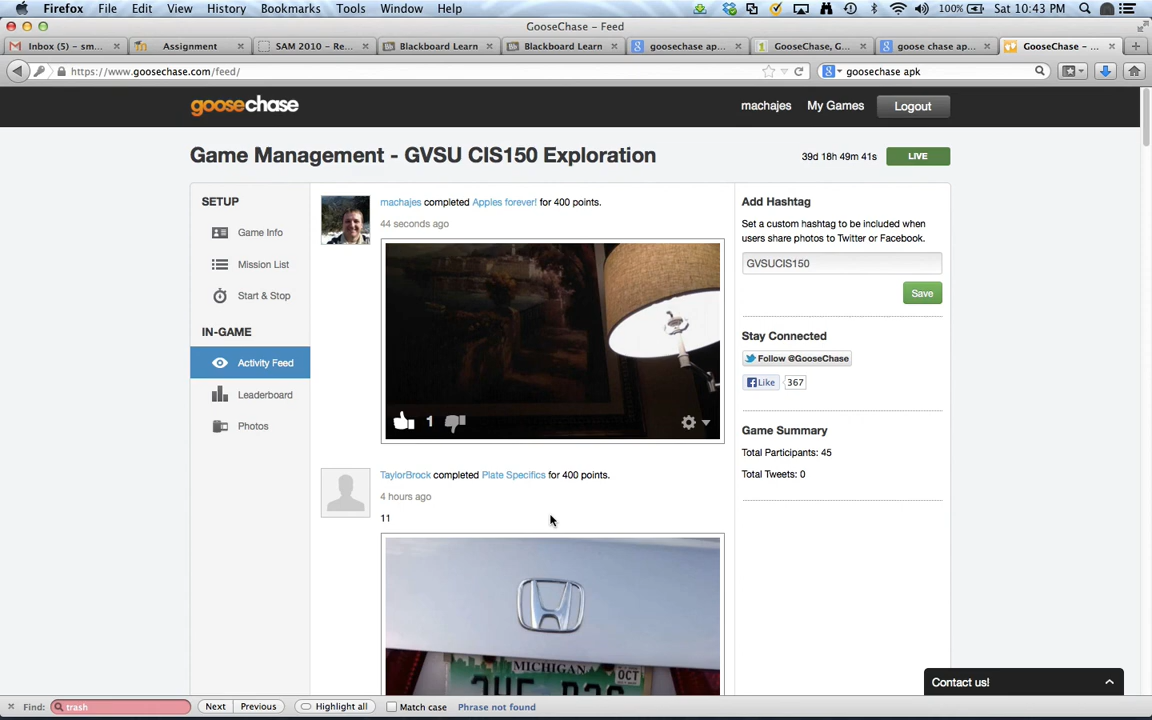 Firefox File Edit View History Bookmarks Tools Window Help 100% Sat 10:43 PM
GooseChase – Feed
Inbox (5) – sm... Assignment SAM 2010 – Re... Blackboard Learn Blackboard Learn goosechase ap... GooseChase, G... goose chase ap... GooseChase – ...
https://www.goosechase.com/feed/ goosechase apk
goosechase machajes My Games Logout
Game Management - GVSU CIS150 Exploration 39d 18h 49m 41s LIVE
SETUP
Game Info
Mission List
Start & Stop
IN-GAME
Activity Feed
Leaderboard
Photos
machajes completed Apples forever! for 400 points.
44 seconds ago
1
TaylorBrock completed Plate Specifics for 400 points.
4 hours ago
11
MICHIGAN
OCT
Add Hashtag
Set a custom hashtag to be included when
users share photos to Twitter or Facebook.
GVSUCIS150
Save
Stay Connected
Follow @GooseChase
Like 367
Game Summary
Total Participants: 45
Total Tweets: 0
Contact us!
Find: trash Next Previous Highlight all Match case Phrase not found